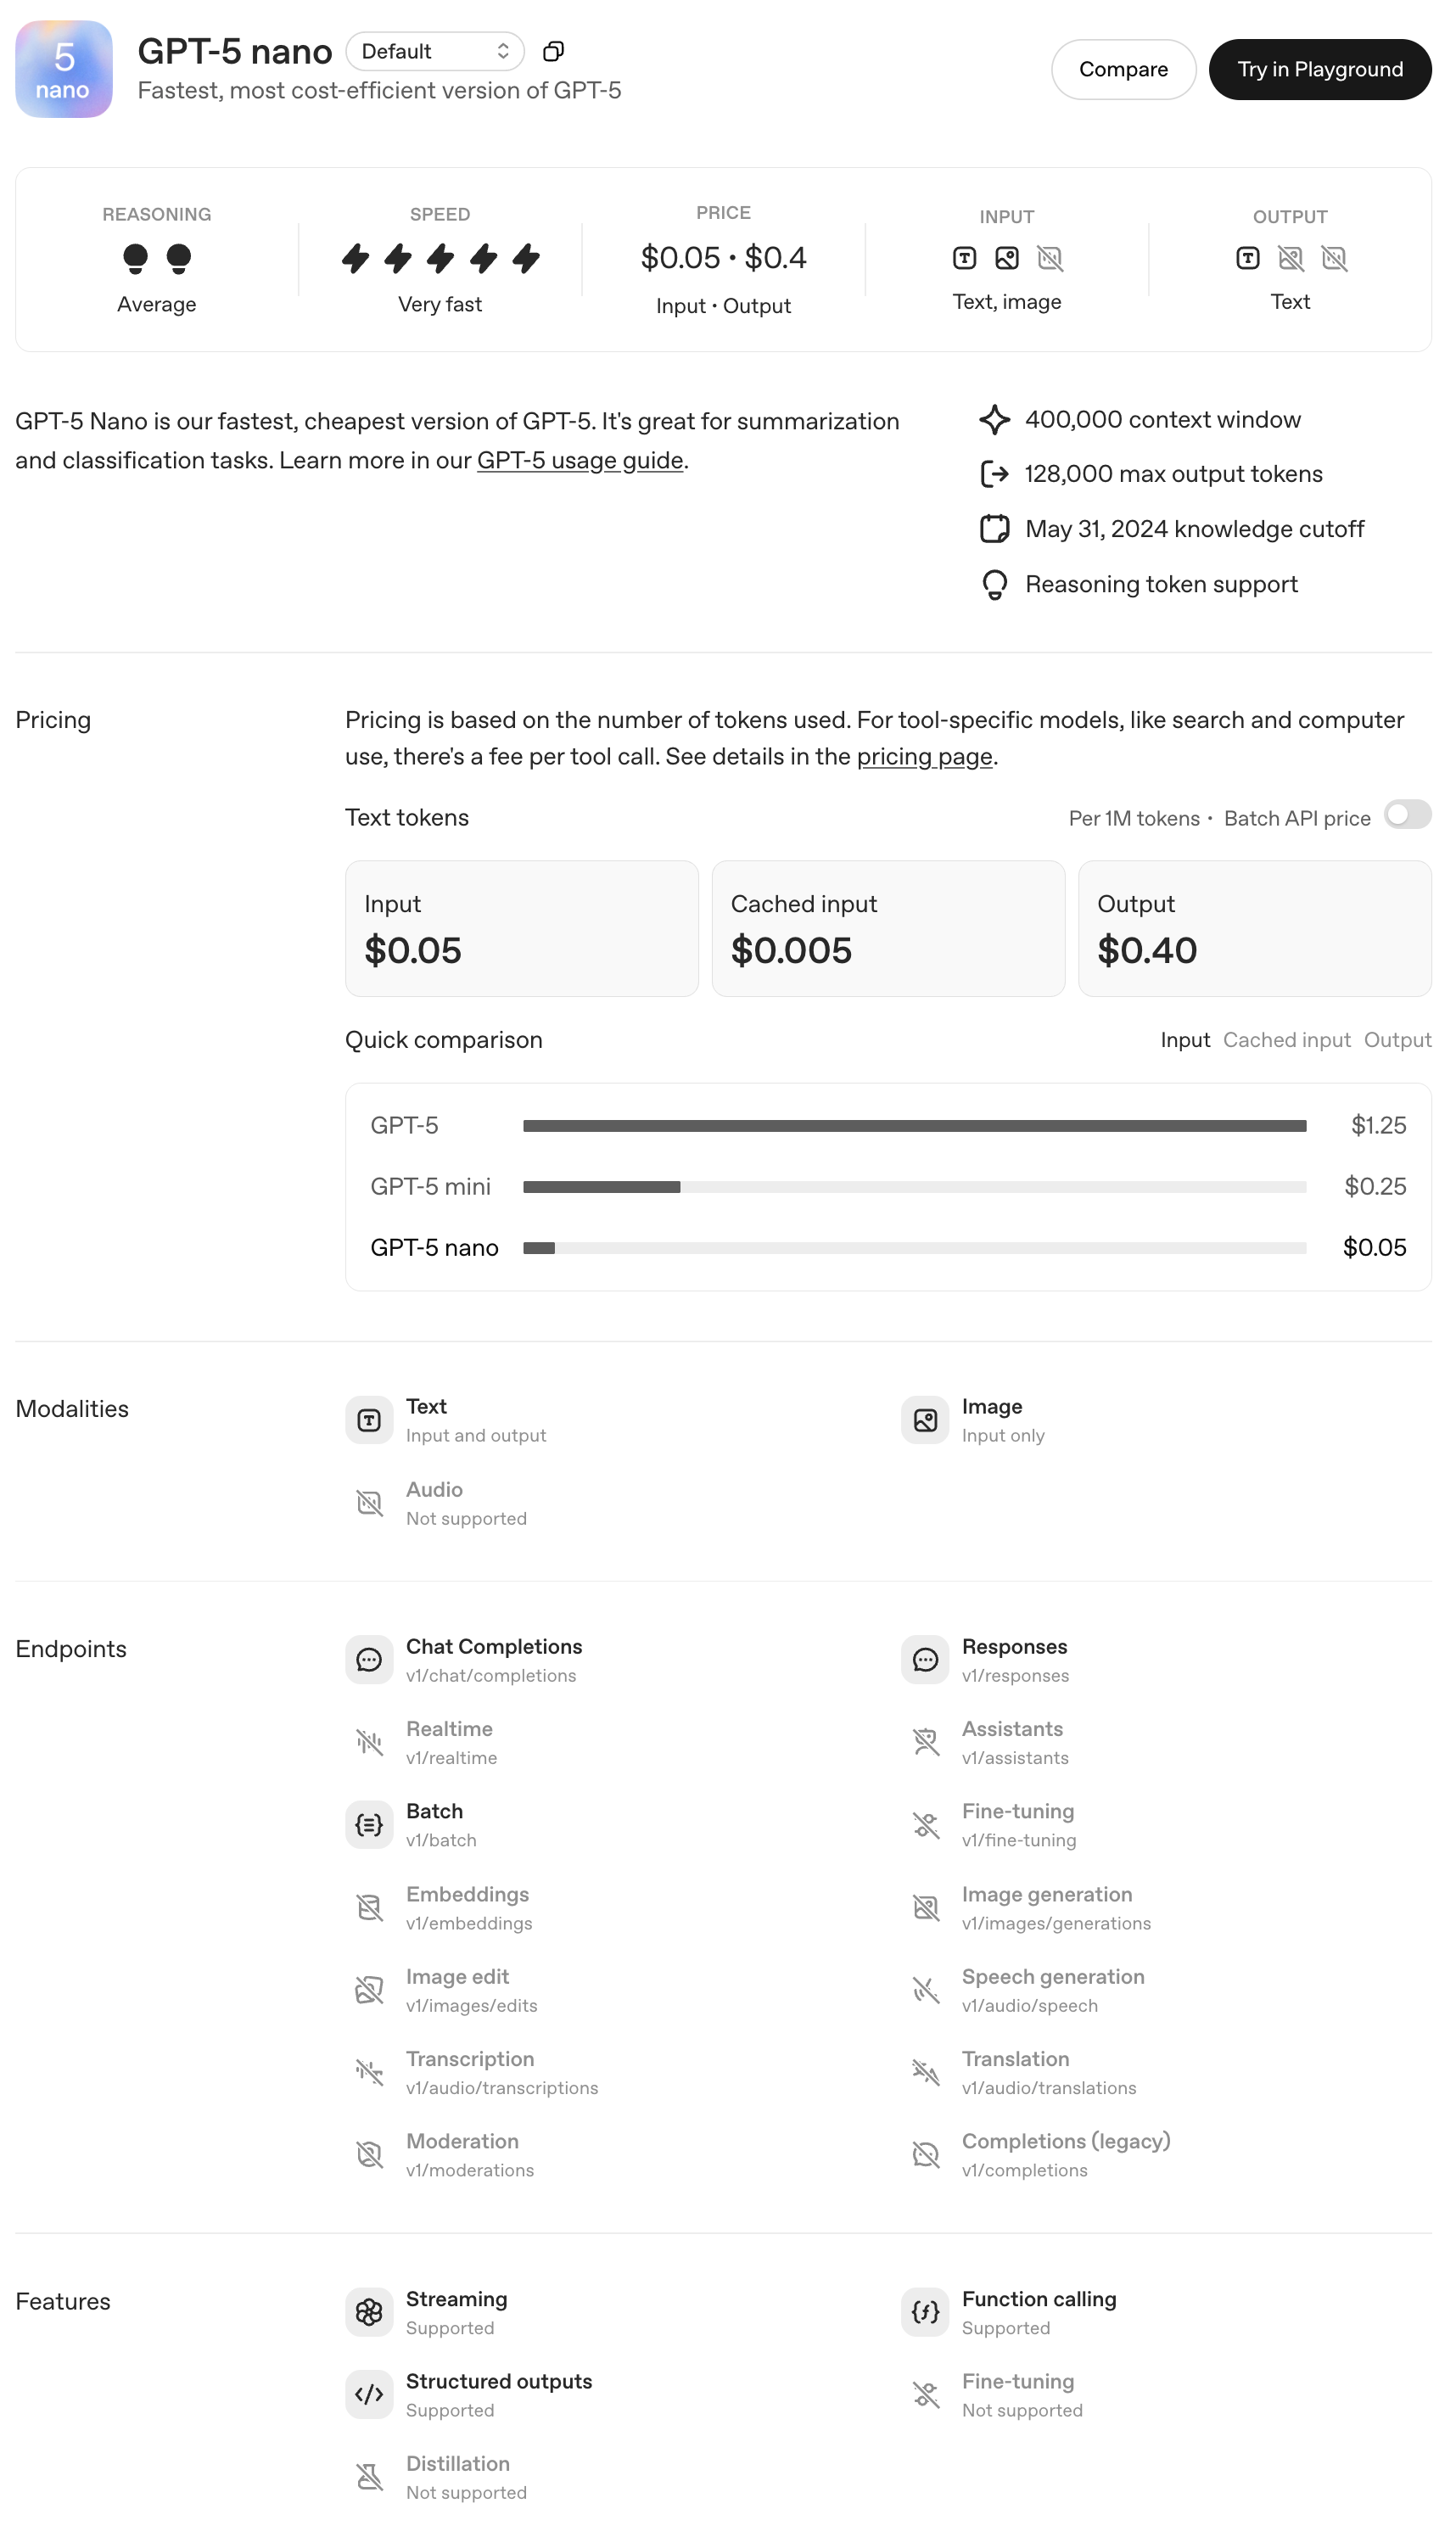 5
nano
GPT-5 nano
Default
Fastest, most cost-efficient version of GPT-5
Compare
Try in Playground
REASONING
Average
SPEED
Very fast
PRICE
$0.05 • $0.4
Input • Output
INPUT
Text, image
OUTPUT
Text
GPT-5 Nano is our fastest, cheapest version of GPT-5. It's great for summarization
and classification tasks. Learn more in our GPT-5 usage guide.
400,000 context window
128,000 max output tokens
May 31, 2024 knowledge cutoff
Reasoning token support
Pricing
Pricing is based on the number of tokens used. For tool-specific models, like search and computer
use, there's a fee per tool call. See details in the pricing page.
Text tokens
Per 1M tokens • Batch API price
Input
$0.05
Cached input
$0.005
Output
$0.40
Quick comparison
Input Cached input Output
GPT-5 $1.25
GPT-5 mini $0.25
GPT-5 nano $0.05
Modalities
Text
Input and output
Image
Input only
Audio
Not supported
Endpoints
Chat Completions
v1/chat/completions
Responses
v1/responses
Realtime
v1/realtime
Assistants
v1/assistants
Batch
v1/batch
Fine-tuning
v1/fine-tuning
Embeddings
v1/embeddings
Image generation
v1/images/generations
Image edit
v1/images/edits
Speech generation
v1/audio/speech
Transcription
v1/audio/transcriptions
Translation
v1/audio/translations
Moderation
v1/moderations
Completions (legacy)
v1/completions
Features
Streaming
Supported
Function calling
Supported
Structured outputs
Supported
Fine-tuning
Not supported
Distillation
Not supported